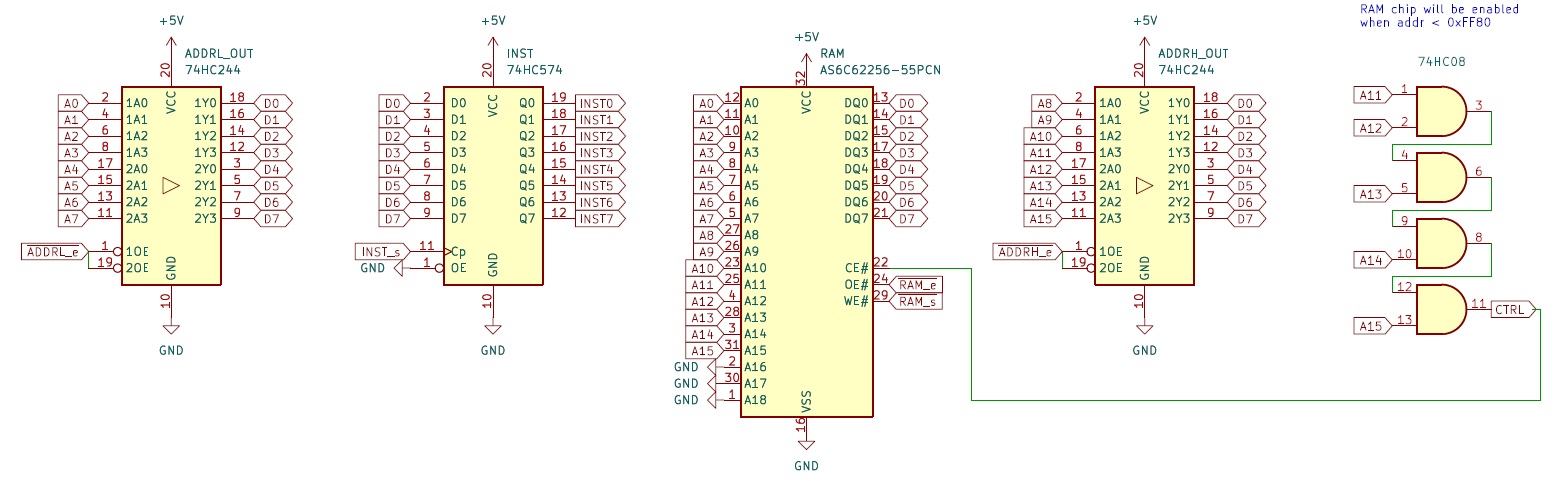 RAM chip will be enabled
when addr < 0xFF80
+5V
ADDRL_OUT
74HC244
20
VCC
A0 2 1A0 1Y0 18 D0
A1 4 1A1 1Y1 16 D1
A2 6 1A2 1Y2 14 D2
A3 8 1A3 1Y3 12 D3
A4 17 2A0 2Y0 3 D4
A5 15 2A1 2Y1 5 D5
A6 13 2A2 2Y2 7 D6
A7 11 2A3 2Y3 9 D7
ADDRL_e 1 1OE
19 2OE
GND
10
GND
+5V
INST
74HC574
20
VCC
D0 2 D0 Q0 19 INST0
D1 3 D1 Q1 18 INST1
D2 4 D2 Q2 17 INST2
D3 5 D3 Q3 16 INST3
D4 6 D4 Q4 15 INST4
D5 7 D5 Q5 14 INST5
D6 8 D6 Q6 13 INST6
D7 9 D7 Q7 12 INST7
INST_s 11 Cp
GND 1 OE
GND
10
GND
+5V
RAM
AS6C62256-55PCN
32
VCC
A0 12 A0 DQ0 13 D0
A1 11 A1 DQ1 14 D1
A2 10 A2 DQ2 15 D2
A3 9 A3 DQ3 17 D3
A4 8 A4 DQ4 18 D4
A5 7 A5 DQ5 19 D5
A6 6 A6 DQ6 20 D6
A7 5 A7 DQ7 21 D7
A8 27 A8
A9 26 A9
A10 23 A10 CE# 22
A11 25 A11 OE# 24 RAM_e
A12 4 A12 WE# 29 RAM_s
A13 28 A13
A14 3 A14
A15 31 A15
GND 2 A16
GND 30 A17
GND 1 A18
VSS
16
GND
+5V
ADDRH_OUT
74HC244
20
VCC
A8 2 1A0 1Y0 18 D0
A9 4 1A1 1Y1 16 D1
A10 6 1A2 1Y2 14 D2
A11 8 1A3 1Y3 12 D3
A12 17 2A0 2Y0 3 D4
A13 15 2A1 2Y1 5 D5
A14 13 2A2 2Y2 7 D6
A15 11 2A3 2Y3 9 D7
ADDRH_e 1 1OE
19 2OE
GND
10
GND
74HC08
A11 1
3
A12 2
4
6
A13 5
9
8
A14 10
12
11 CTRL
A15 13